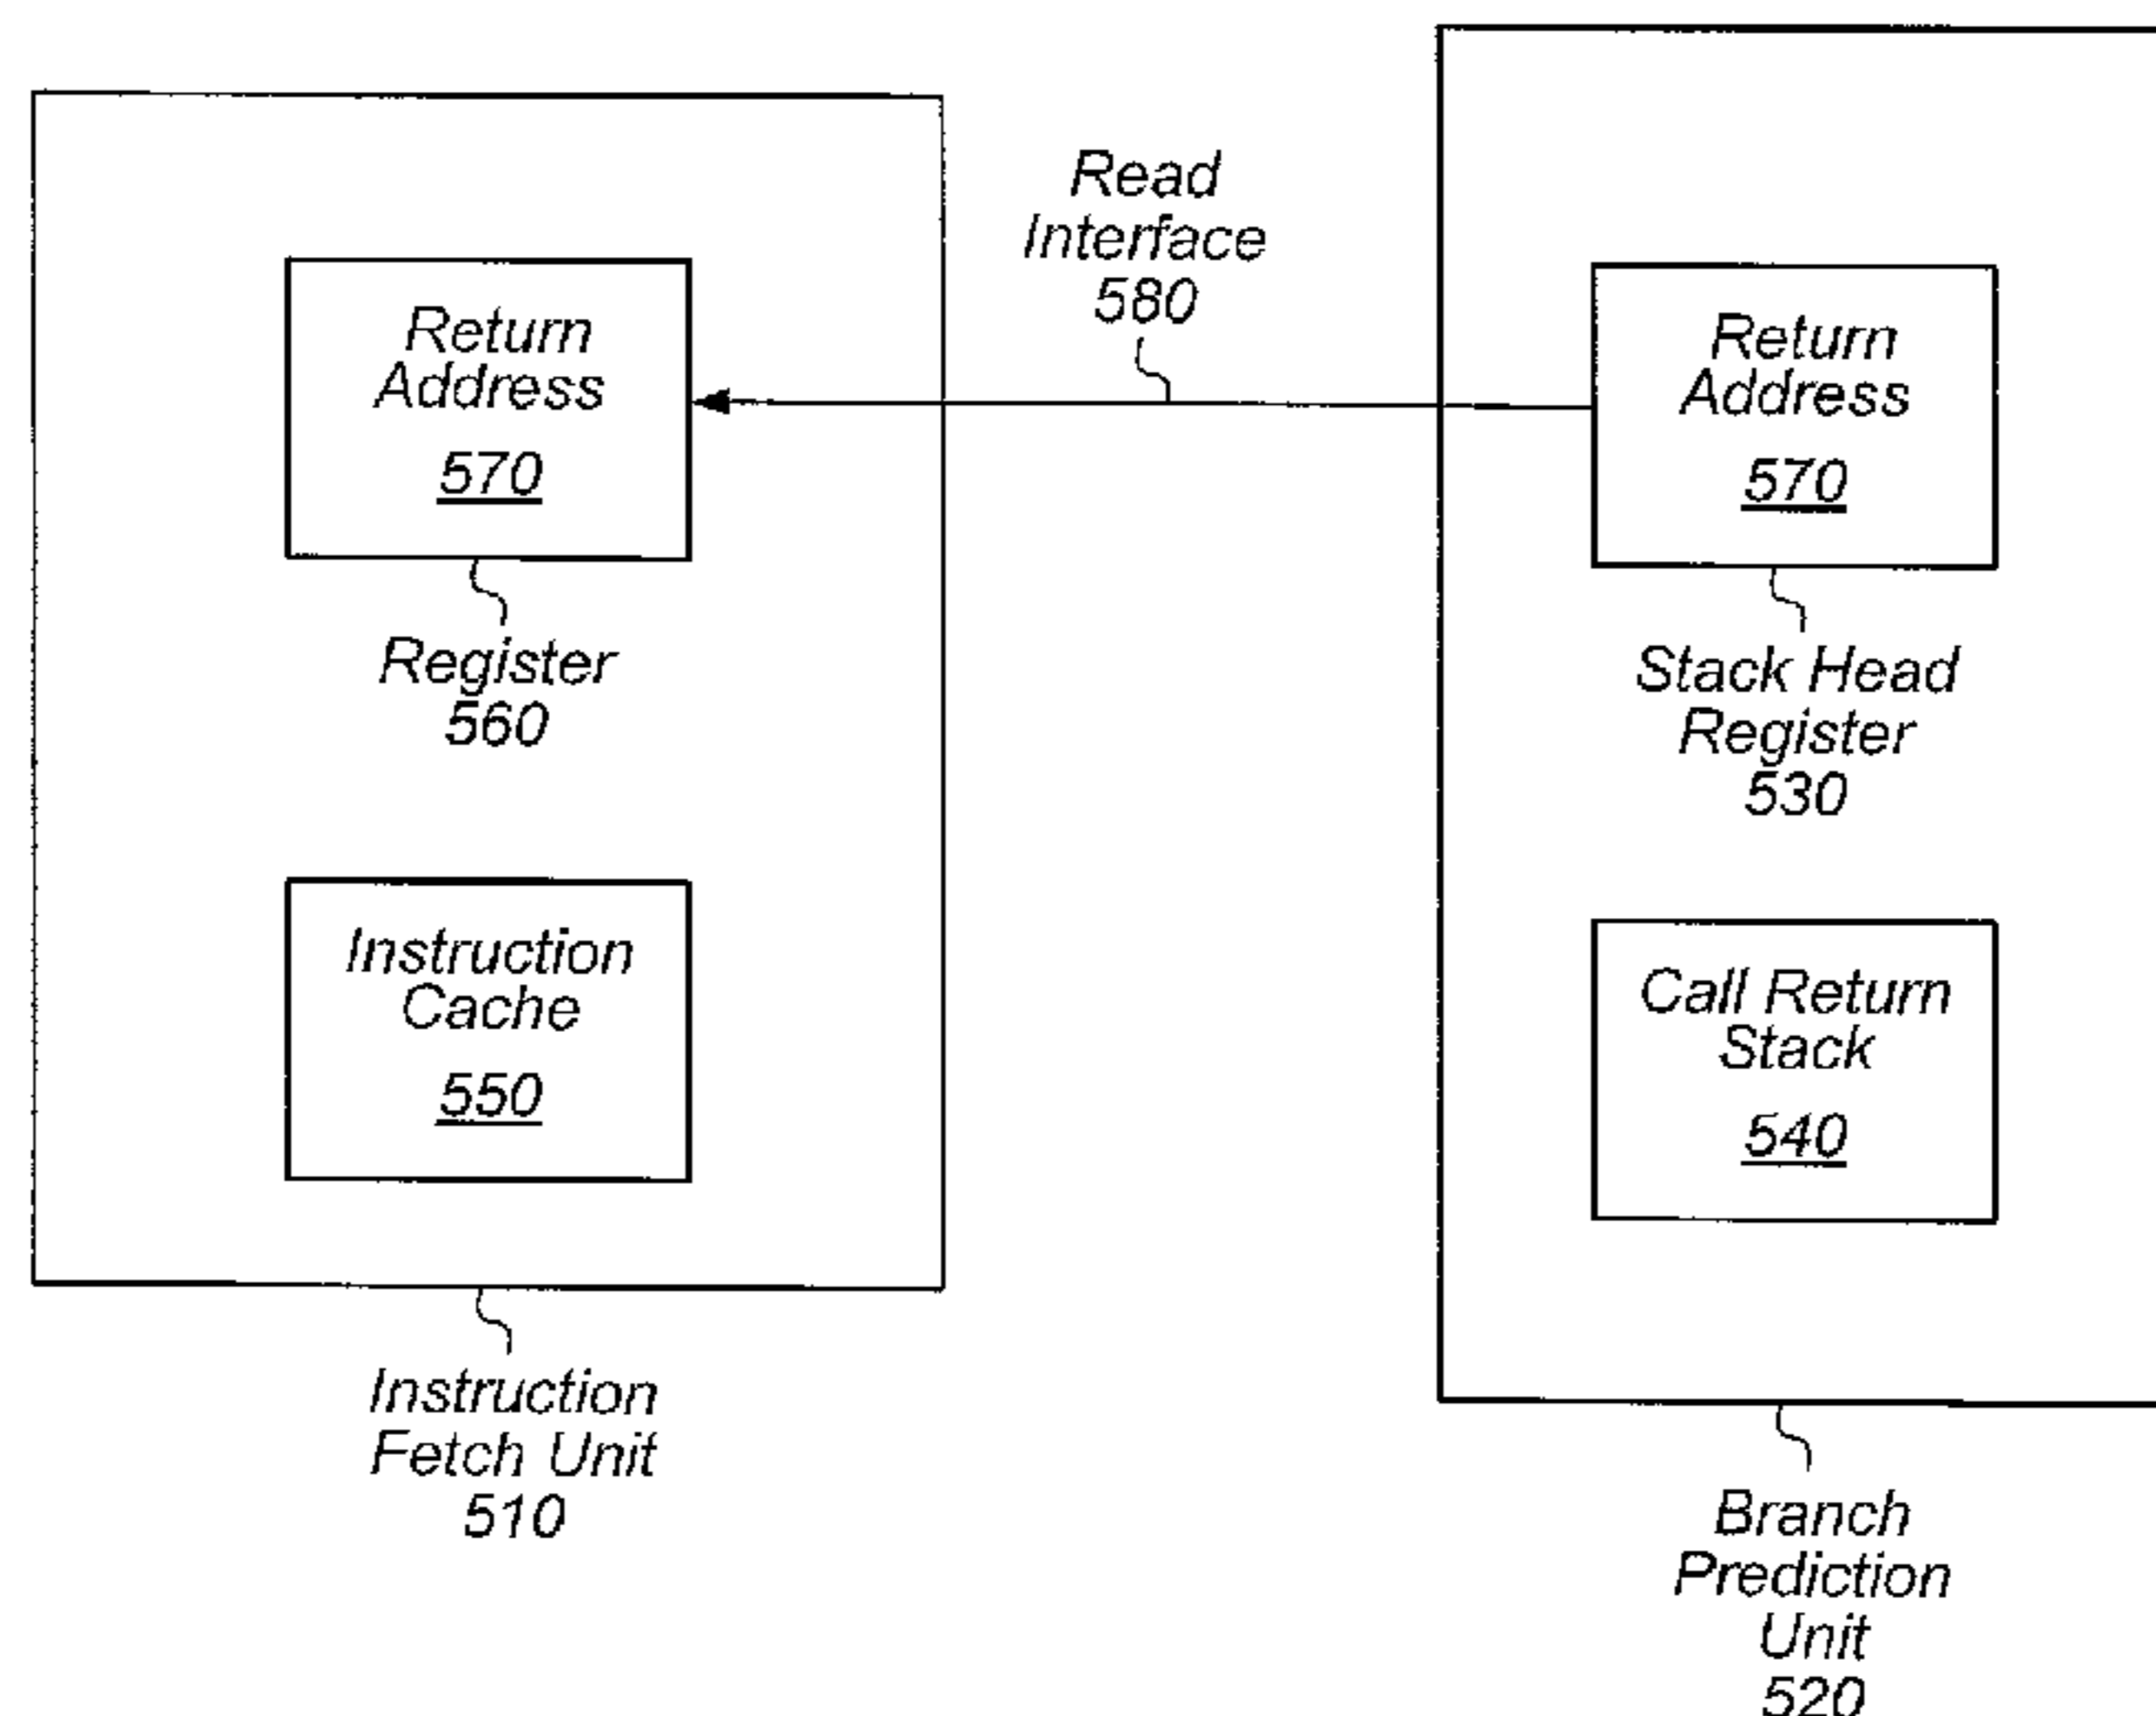 Return
Address
570
Register
560
Instruction
Cache
550
Instruction
Fetch Unit
510
Read
Interface
580
Return
Address
570
Stack Head
Register
530
Call Return
Stack
540
Branch
Prediction
Unit
520